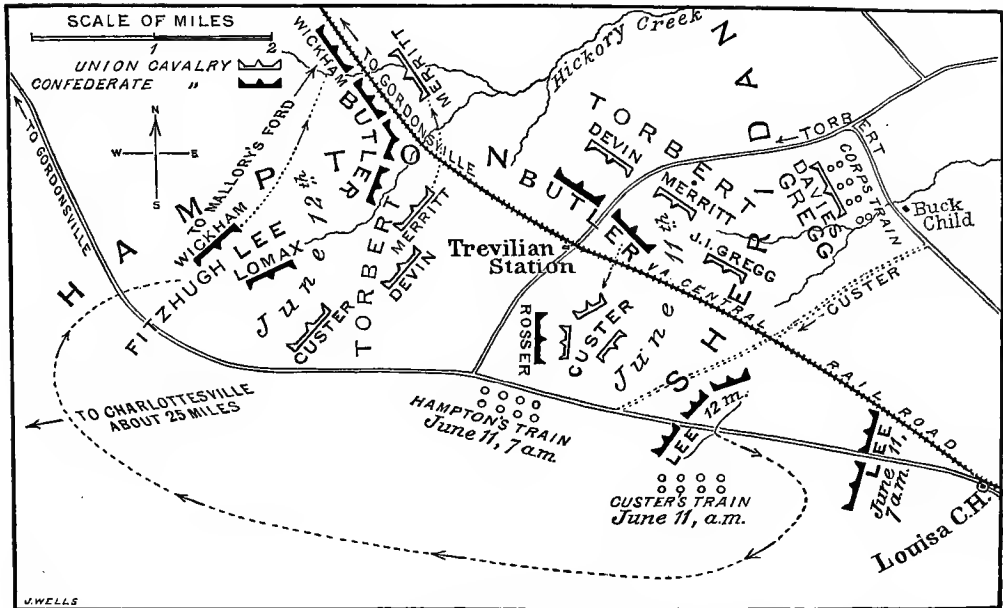 SCALE OF MILES
1 2
UNION CAVALRY
CONFEDERATE "
N
W E
S
TO GORDONSVILLE
TO MALLORY'S FORD
WICKHAM
TO GORDONSVILLE
MERRITT
Hickory Creek
BUTLER
HAMPTON
SHERIDAN
TORBERT
DEVIN
TORBERT
TORBERT
MERRITT
J.I. GREGG
DAVIES
GREGG
CORPS TRAIN
Buck
Child
CUSTER
BUTLER
June 11th
Trevilian
Station
VA. CENTRAL
RAIL ROAD
WICKHAM
FITZHUGH LEE
LOMAX
June 12th
CUSTER
TORBERT
MERRITT
DEVIN
ROSSER
CUSTER
TO CHARLOTTESVILLE
ABOUT 25 MILES
HAMPTON'S TRAIN
June 11, 7 a.m.
LEE
12 m.
CUSTER'S TRAIN
June 11, a.m.
LEE
June 11,
1 a.m.
Louisa C.H.
J.WELLS